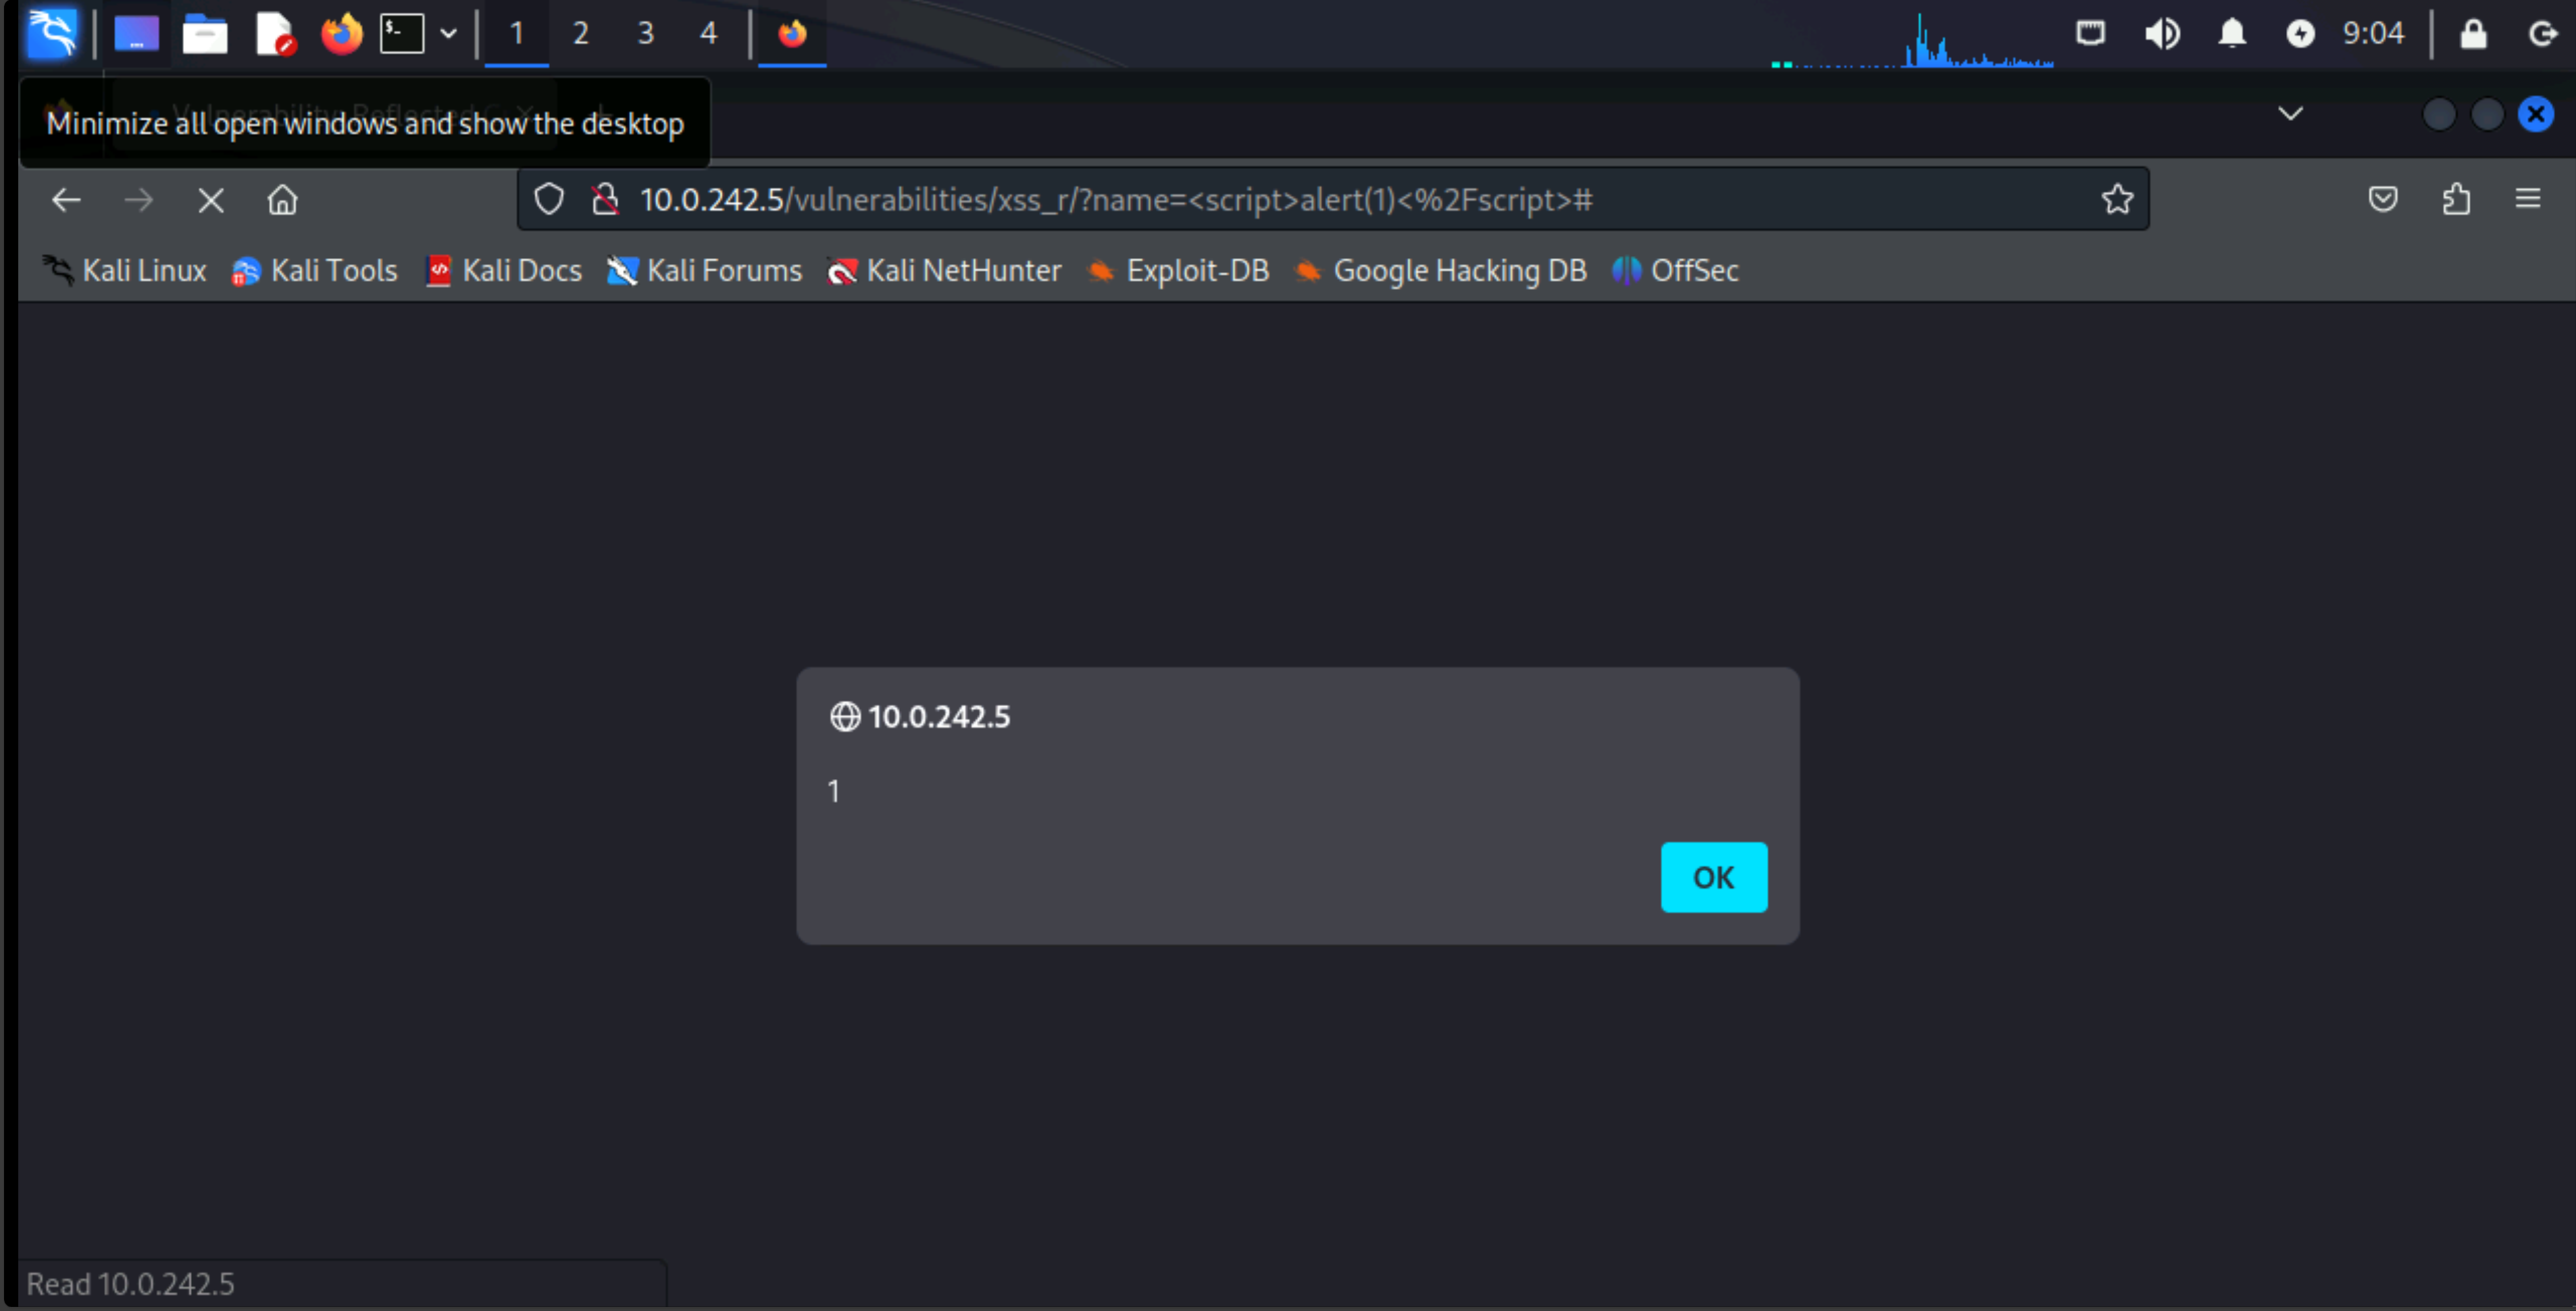 $-
1 2 3 4
9:04
Vulnerability: Reflected
Minimize all open windows and show the desktop
10.0.242.5/vulnerabilities/xss_r/?name=<script>alert(1)<%2Fscript>#
Kali Linux Kali Tools Kali Docs Kali Forums Kali NetHunter Exploit-DB Google Hacking DB OffSec
10.0.242.5
1
OK
Read 10.0.242.5